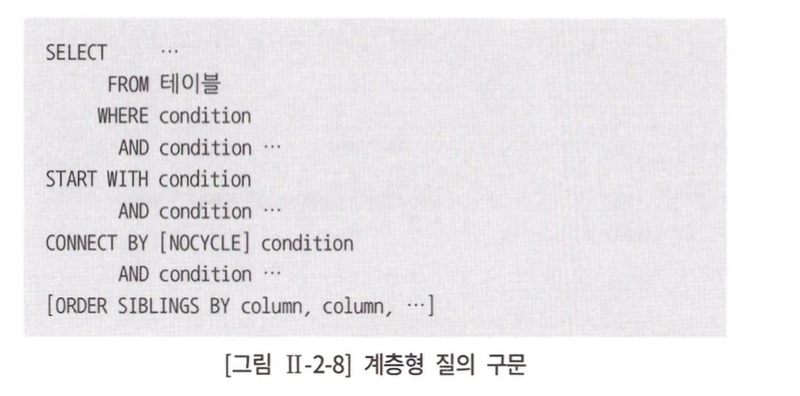 SELECT     …
FROM 테이블
WHERE condition
AND condition …
START WITH condition
AND condition …
CONNECT BY [NOCYCLE] condition
AND condition …
[ORDER SIBLINGS BY column, column, …]
[그림 Ⅱ-2-8] 계층형 질의 구문